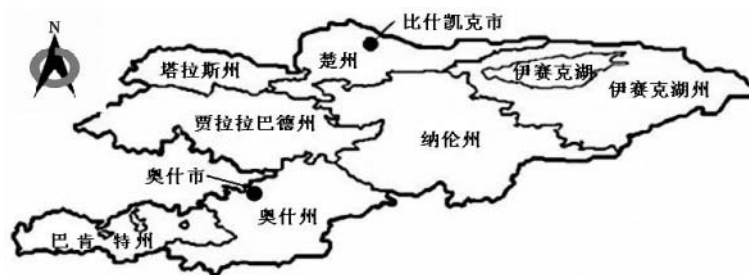 N
比什凯克市
楚州
塔拉斯州
伊赛克湖
伊赛克湖州
贾拉拉巴德州
纳伦州
奥什市
奥什州
巴肯特州